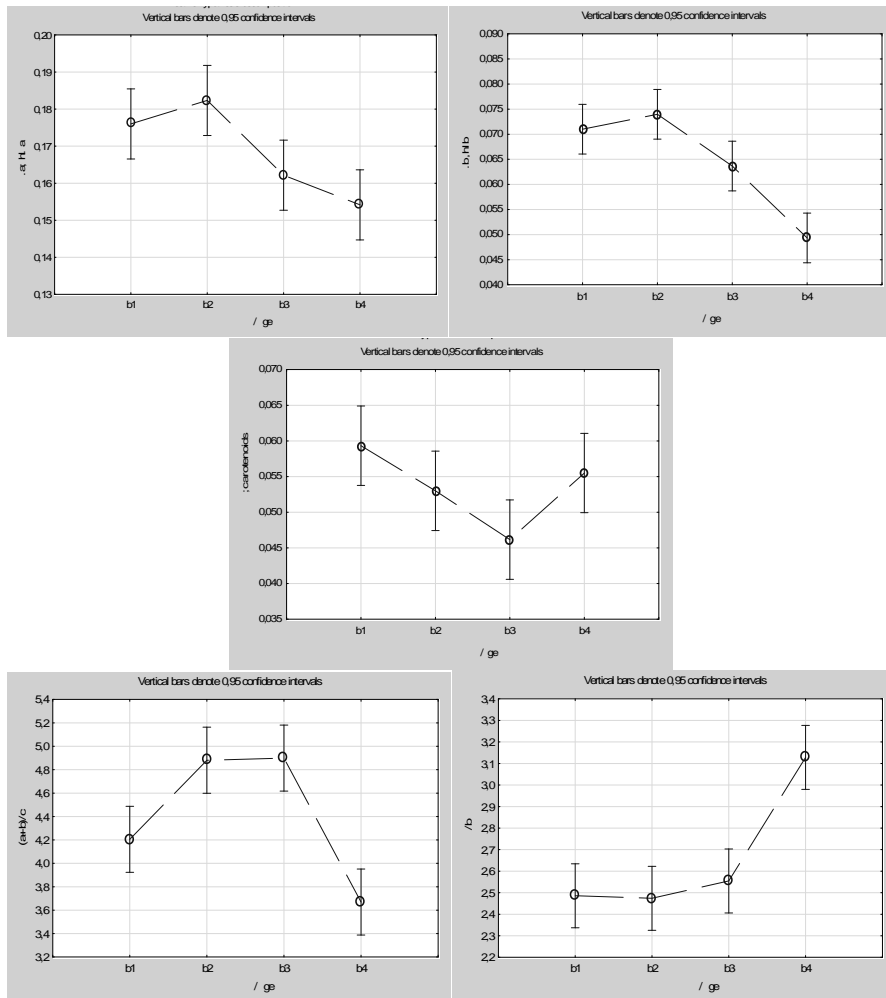 Vertical bars denote 0,95 confidence intervals
0,20
0,19
0,18
0,17
0,16
0,15
0,14
0,13
b1 b2 b3 b4
/ ge
Vertical bars denote 0,95 confidence intervals
0,090
0,085
0,080
0,075
0,070
0,065
0,060
0,055
0,050
0,045
0,040
b1 b2 b3 b4
/ ge
Vertical bars denote 0,95 confidence intervals
; carotenoids
0,070
0,065
0,060
0,055
0,050
0,045
0,040
0,035
b1 b2 b3 b4
/ ge
Vertical bars denote 0,95 confidence intervals
(a+b)/c
5,4
5,2
5,0
4,8
4,6
4,4
4,2
4,0
3,8
3,6
3,4
3,2
b1 b2 b3 b4
/ ge
Vertical bars denote 0,95 confidence intervals
/b
3,4
3,3
3,2
3,1
3,0
2,9
2,8
2,7
2,6
2,5
2,4
2,3
2,2
b1 b2 b3 b4
/ ge